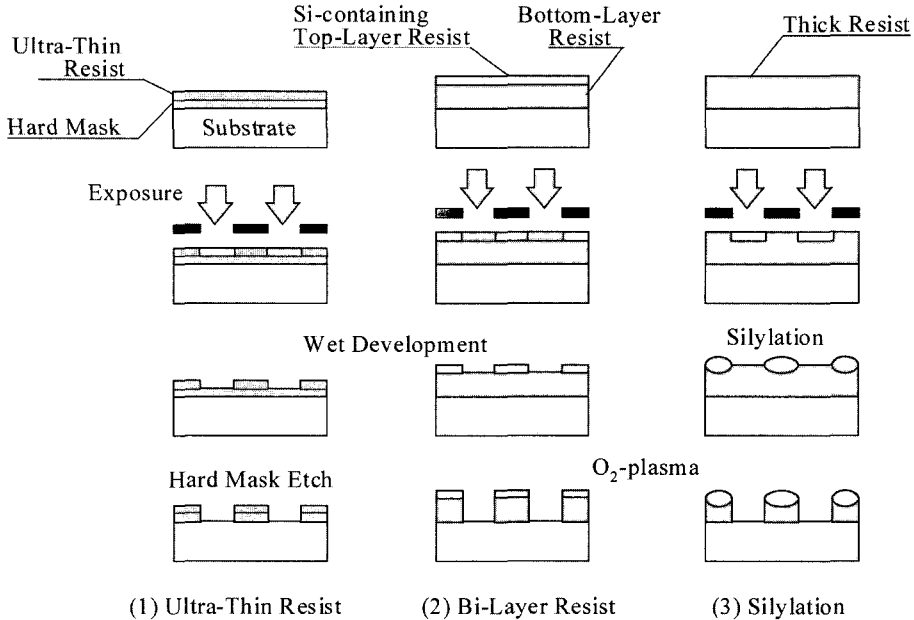 Si-containing
Top-Layer Resist
Bottom-Layer
Resist
Thick Resist
Ultra-Thin
Resist
Hard Mask
Substrate
Exposure
Wet Development
Silylation
Hard Mask Etch
O₂-plasma
(1) Ultra-Thin Resist
(2) Bi-Layer Resist
(3) Silylation